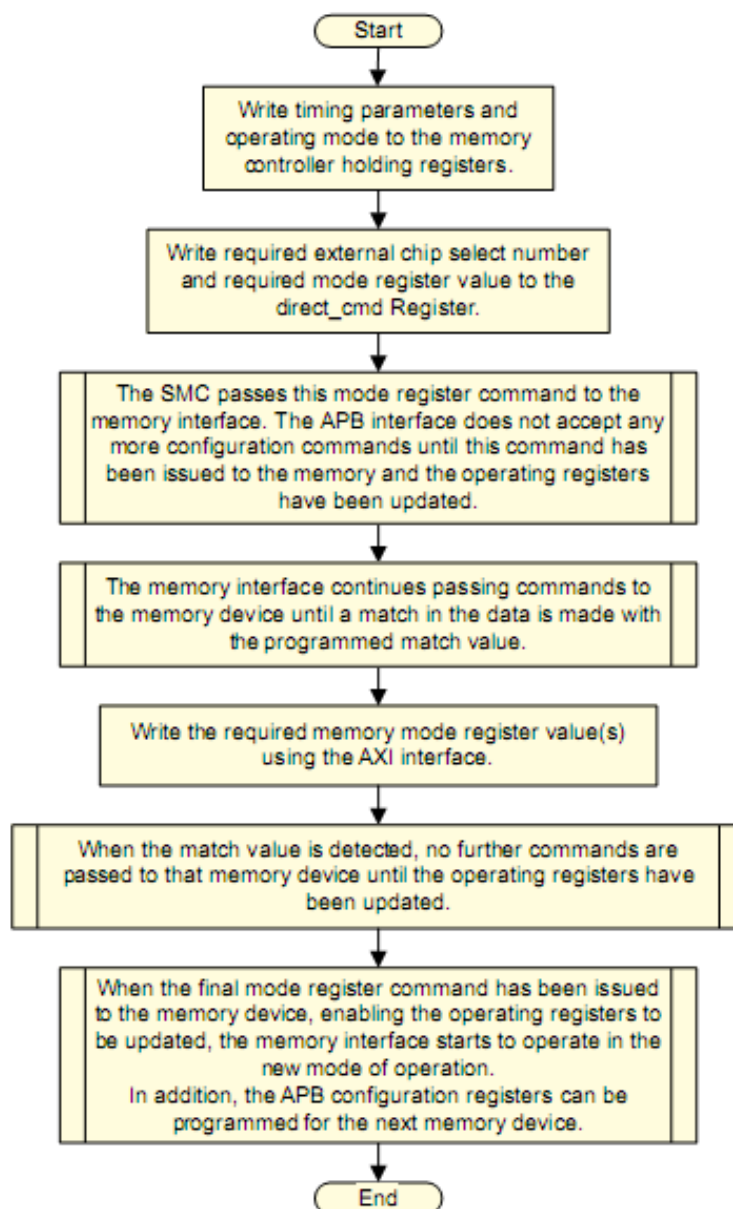 Start
Write timing parameters and
operating mode to the memory
controller holding registers.
Write required external chip select number
and required mode register value to the
direct_cmd Register.
The SMC passes this mode register command to the
memory interface. The APB interface does not accept any
more configuration commands until this command has
been issued to the memory and the operating registers
have been updated.
The memory interface continues passing commands to
the memory device until a match in the data is made with
the programmed match value.
Write the required memory mode register value(s)
using the AXI interface.
When the match value is detected, no further commands are
passed to that memory device until the operating registers have
been updated.
When the final mode register command has been issued
to the memory device, enabling the operating registers to
be updated, the memory interface starts to operate in the
new mode of operation.
In addition, the APB configuration registers can be
programmed for the next memory device.
End